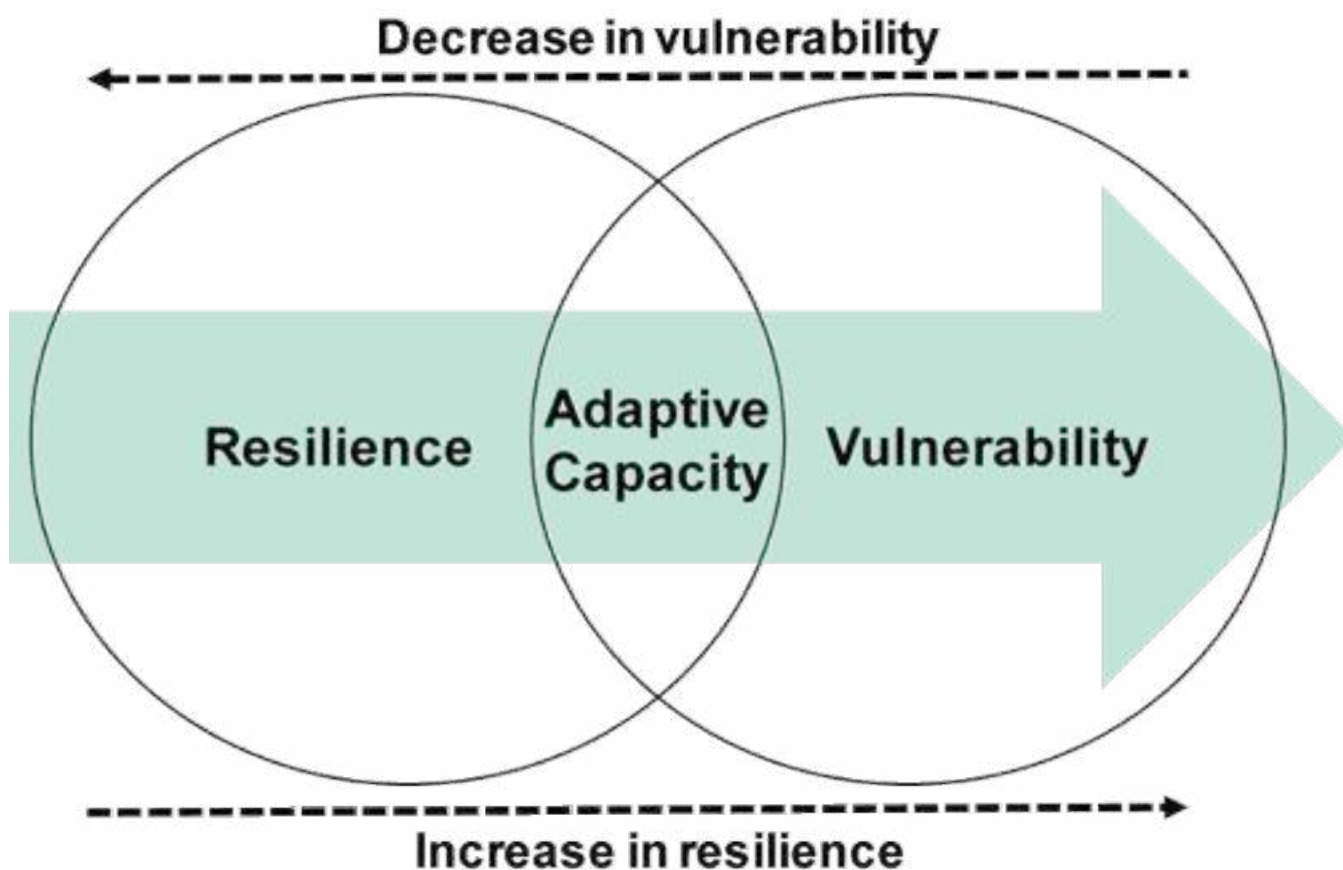 Decrease in vulnerability
Resilience
Adaptive
Capacity
Vulnerability
Increase in resilience